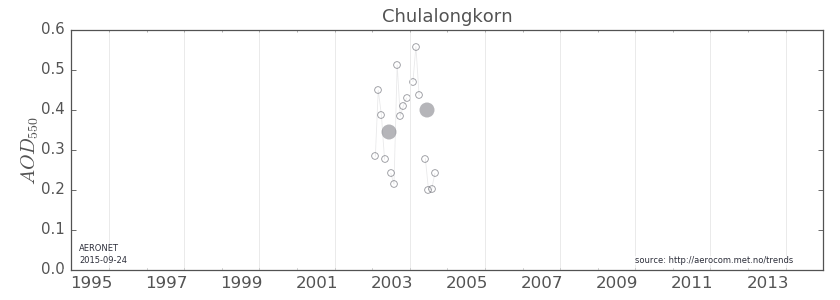 Chulalongkorn
0.6
0.5
0.4
0.3
0.2
0.1
0.0
AOD550
AERONET
2015-09-24
source: http://aerocom.met.no/trends
1995 1997 1999 2001 2003 2005 2007 2009 2011 2013